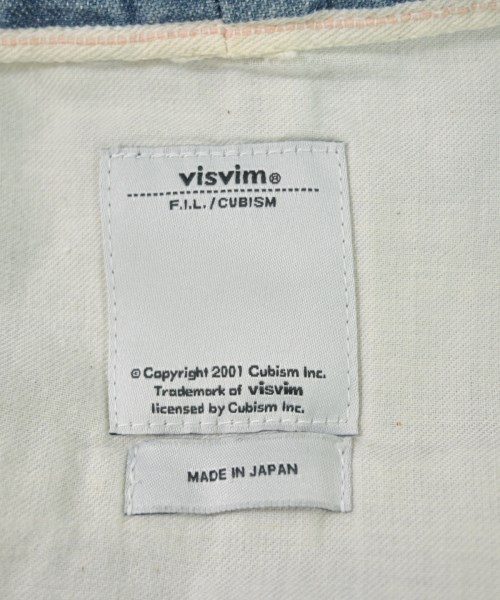 visvim®
F.I.L./CUBISM
© Copyright 2001 Cubism Inc.
Trademark of visvim
licensed by Cubism Inc.
MADE IN JAPAN